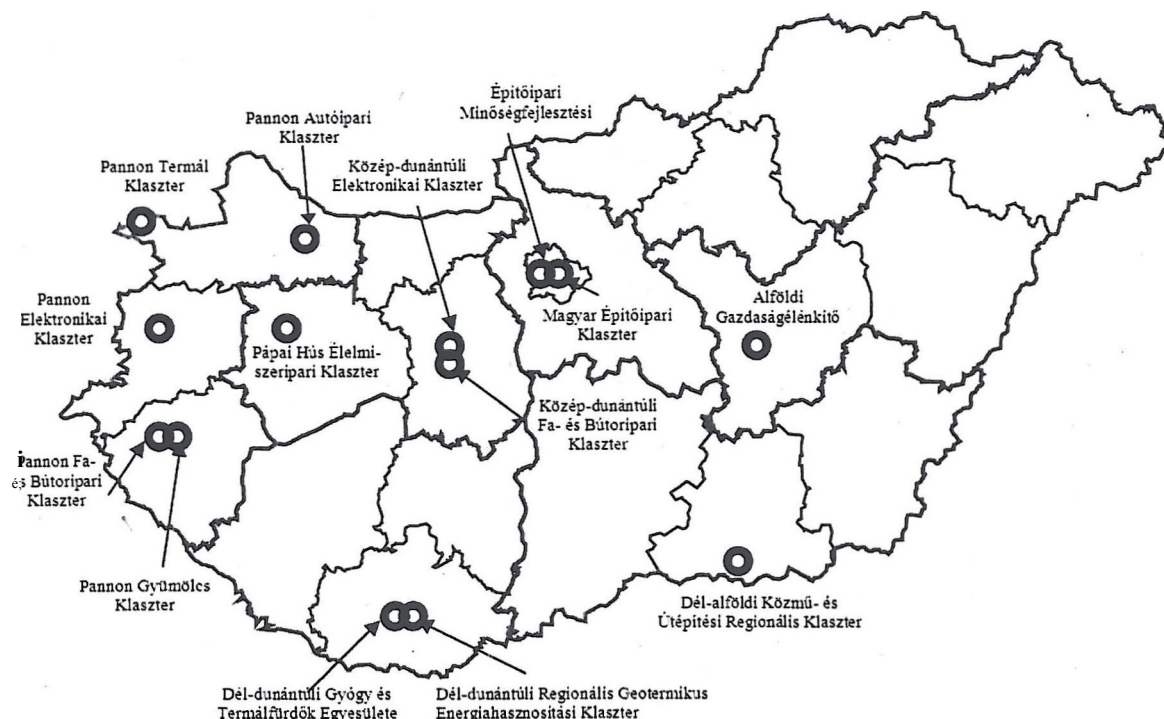 Építőipari
Minőségfejlesztési
Pannon Autóipari
Klaszter
Közép-dunántúli
Elektronikai Klaszter
Pannon Termál
Klaszter
Pannon
Elektronikai
Klaszter
Pápai Hús Élelmi-
szeripari Klaszter
Magyar Építőipari
Klaszter
Alföldi
Gazdaságélénkítő
Közép-dunántúli
Fa- és Bútoripari
Klaszter
Pannon Fa-
és Bútoripari
Klaszter
Pannon Gyümölcs
Klaszter
Dél-alföldi Közmű- és
Útépítési Regionális Klaszter
Dél-dunántúli Gyógy és
Termálfürdők Egyesülete
Dél-dunántúli Regionális Geotermikus
Energiahasznosítási Klaszter